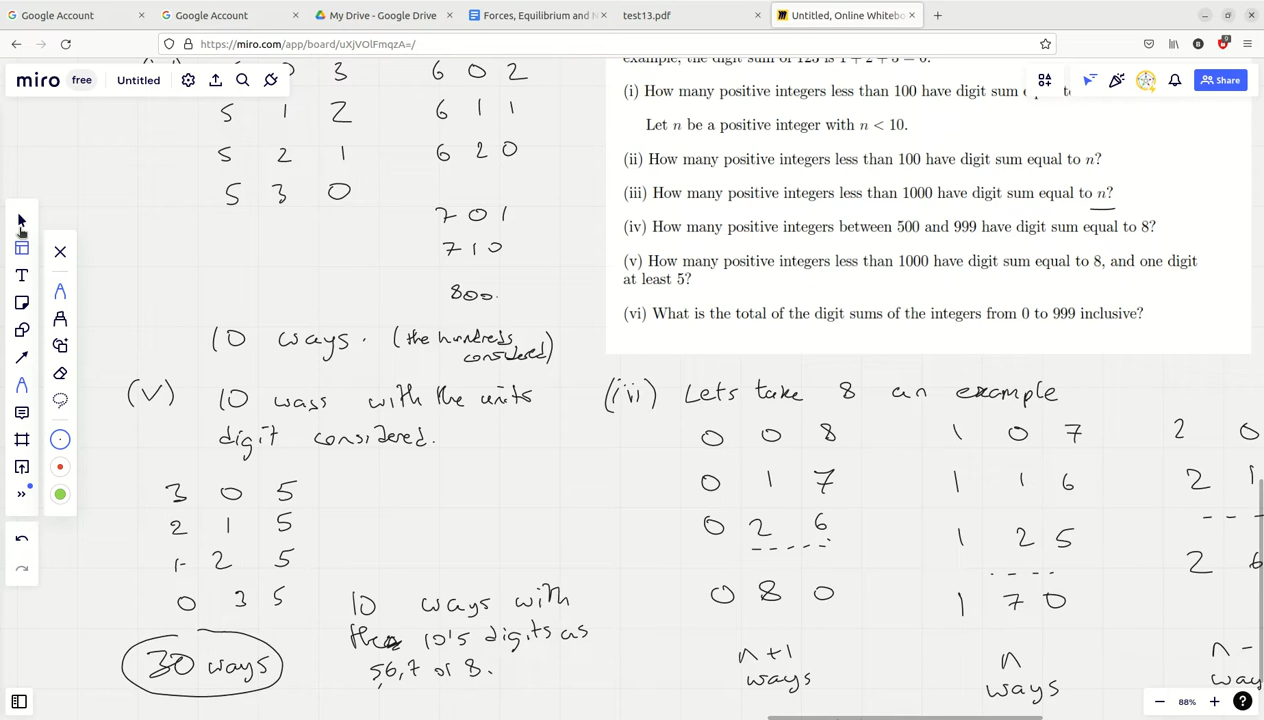 Google Account
Google Account
My Drive - Google Drive
Forces, Equilibrium and N
test13.pdf
Untitled, Online Whitebo
https://miro.com/app/board/uXjVOlFmqzA=/
miro free Untitled
Share
3 6 0 2
5 1 2 6 1 1
5 2 1 6 2 0
5 3 0
7 0 1
7 1 0
800.
10 ways. (the hundreds
considered)
(i) How many positive integers less than 100 have digit sum
Let n be a positive integer with n < 10.
(ii) How many positive integers less than 100 have digit sum equal to n?
(iii) How many positive integers less than 1000 have digit sum equal to n?
(iv) How many positive integers between 500 and 999 have digit sum equal to 8?
(v) How many positive integers less than 1000 have digit sum equal to 8, and one digit
at least 5?
(vi) What is the total of the digit sums of the integers from 0 to 999 inclusive?
(v) 10 ways with the units
digit considered.
3 0 5
2 1 5
1 2 5
0 3 5
30 ways
10 ways with
the 10's digits as
5,6,7 or 8.
(iii) Lets take 8 an example
0 0 8 1 0 7 2 0
0 1 7 1 1 6 2 1
0 2 6 1 2 5
0 8 0 1 7 0 2 6
n+1 n n -
ways ways way
88%